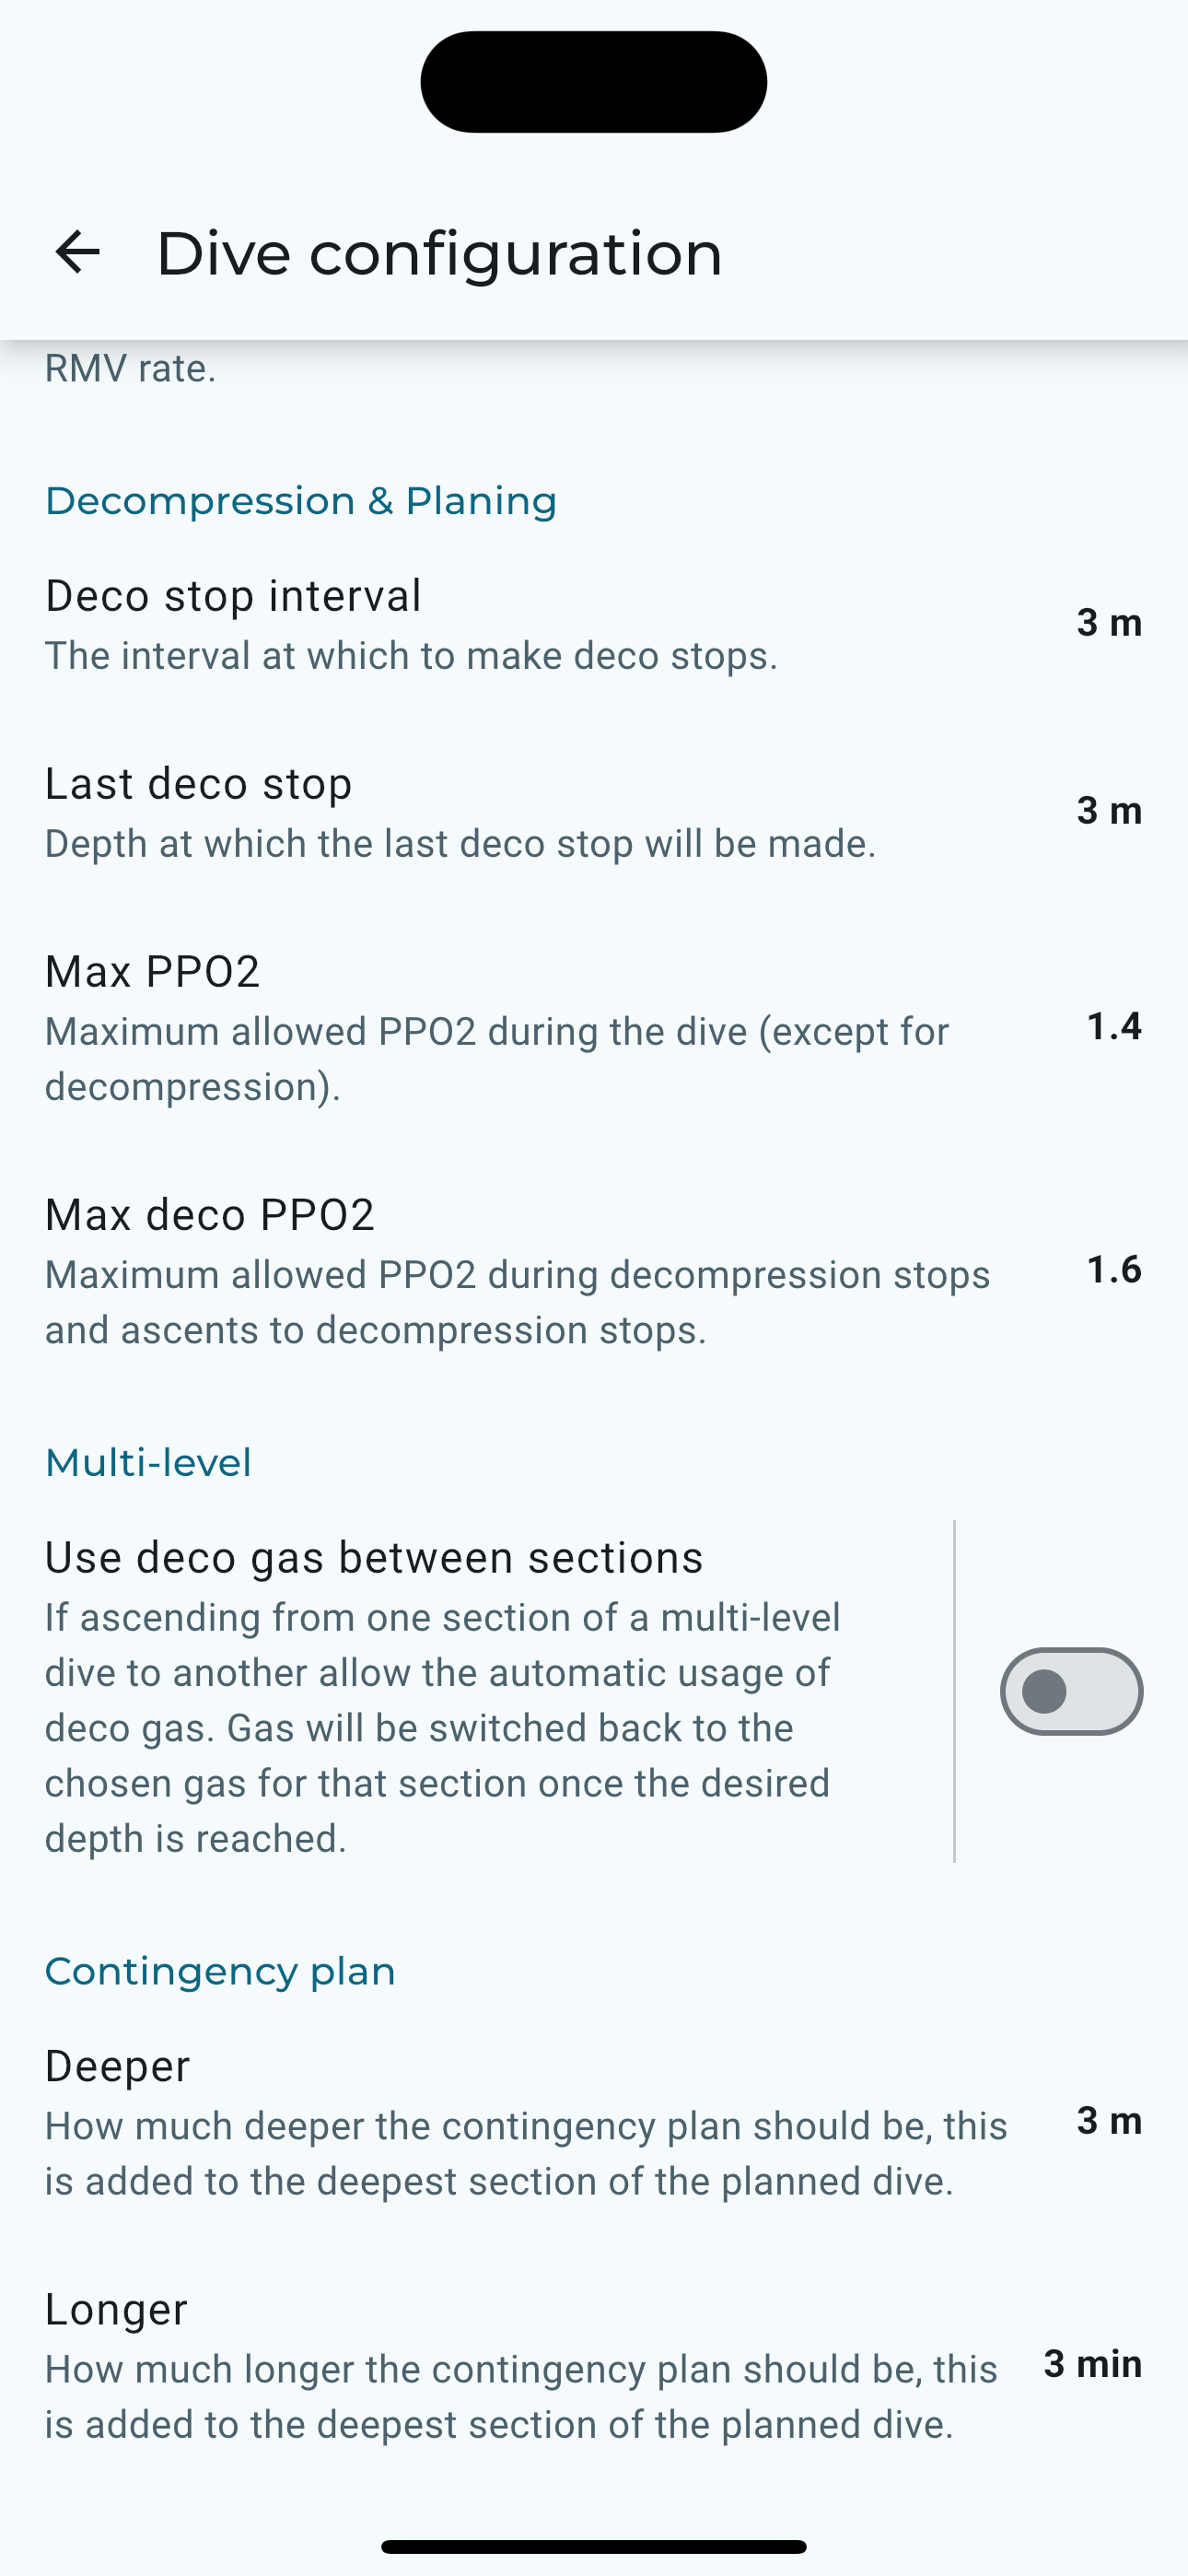 Dive configuration
RMV rate.
Decompression & Planing
Deco stop interval
The interval at which to make deco stops.
3 m
Last deco stop
Depth at which the last deco stop will be made.
3 m
Max PPO2
Maximum allowed PPO2 during the dive (except for
decompression).
1.4
Max deco PPO2
Maximum allowed PPO2 during decompression stops
and ascents to decompression stops.
1.6
Multi-level
Use deco gas between sections
If ascending from one section of a multi-level
dive to another allow the automatic usage of
deco gas. Gas will be switched back to the
chosen gas for that section once the desired
depth is reached.
Contingency plan
Deeper
How much deeper the contingency plan should be, this
is added to the deepest section of the planned dive.
3 m
Longer
How much longer the contingency plan should be, this
is added to the deepest section of the planned dive.
3 min